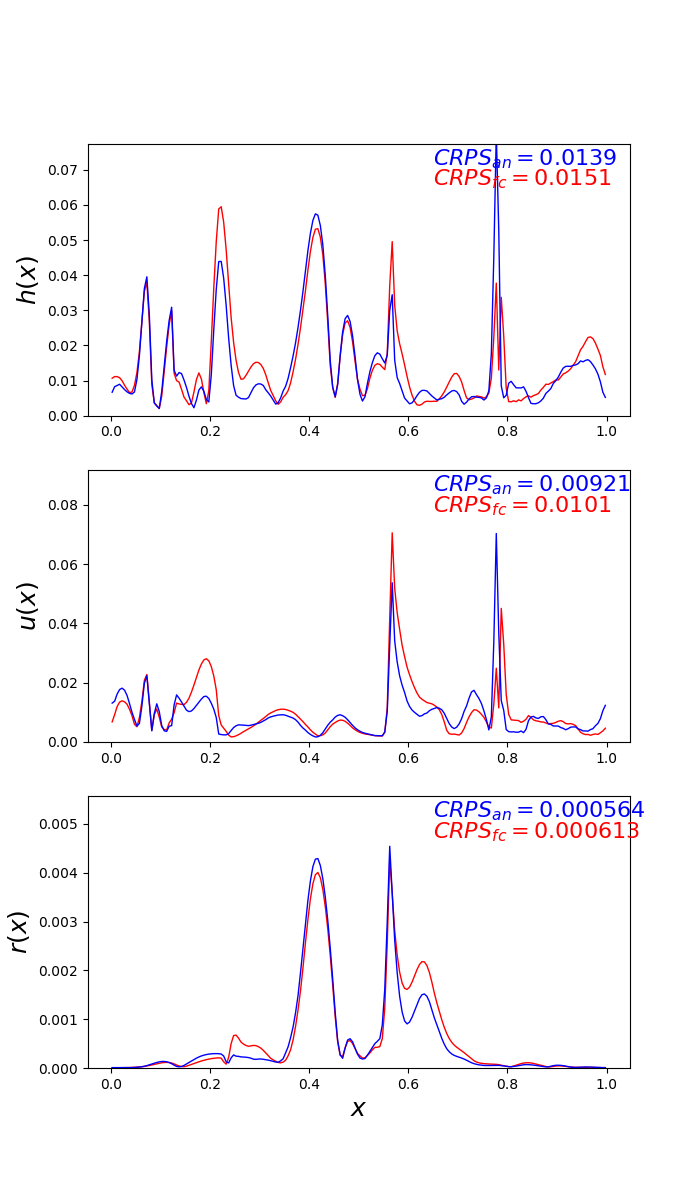 CRPS_an = 0.0139
CRPS_fc = 0.0151
h(x)
0.07
0.06
0.05
0.04
0.03
0.02
0.01
0.00
0.0 0.2 0.4 0.6 0.8 1.0
CRPS_an = 0.00921
CRPS_fc = 0.0101
u(x)
0.08
0.06
0.04
0.02
0.00
0.0 0.2 0.4 0.6 0.8 1.0
CRPS_an = 0.000564
CRPS_fc = 0.000613
r(x)
0.005
0.004
0.003
0.002
0.001
0.000
0.0 0.2 0.4 0.6 0.8 1.0
x